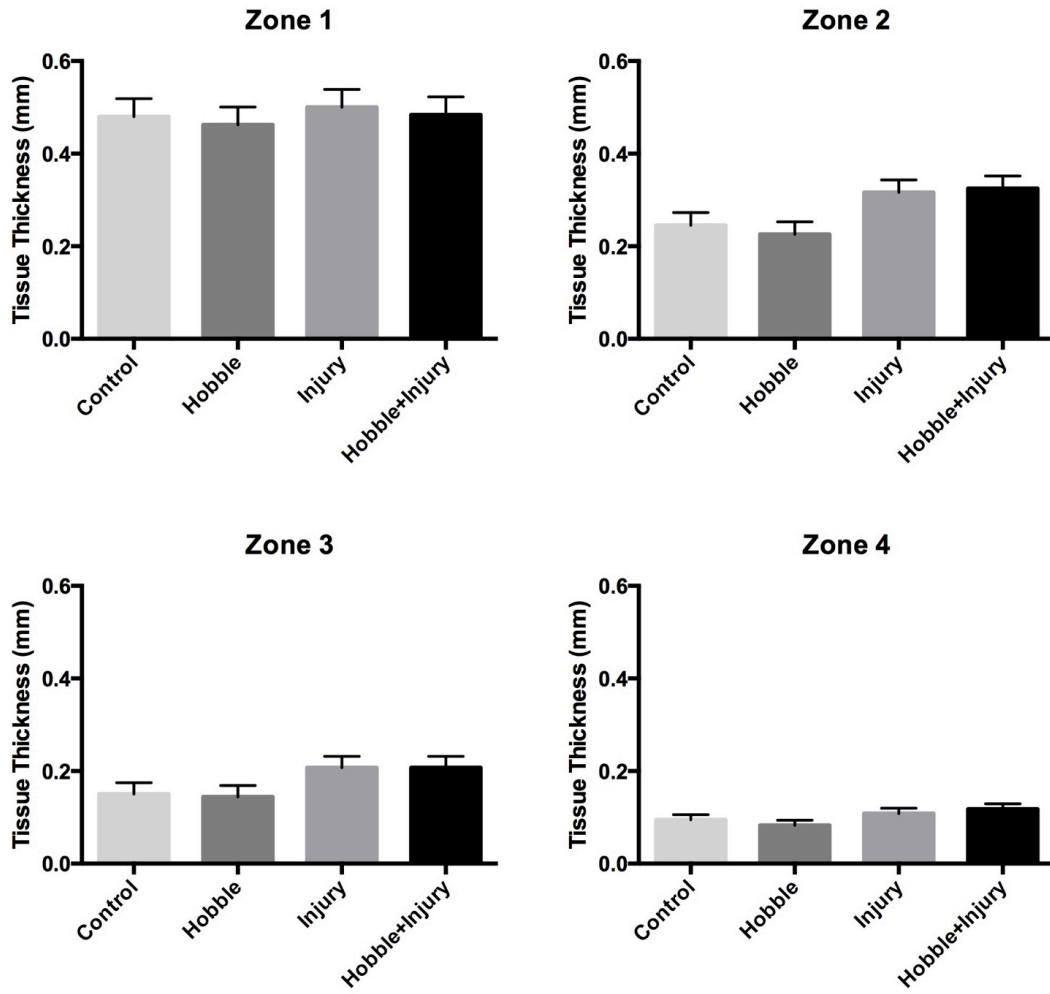 Zone 1
Tissue Thickness (mm)
0.6
0.4
0.2
0.0
Control
Hobble
Injury
Hobble+Injury
Zone 2
Tissue Thickness (mm)
0.6
0.4
0.2
0.0
Control
Hobble
Injury
Hobble+Injury
Zone 3
Tissue Thickness (mm)
0.6
0.4
0.2
0.0
Control
Hobble
Injury
Hobble+Injury
Zone 4
Tissue Thickness (mm)
0.6
0.4
0.2
0.0
Control
Hobble
Injury
Hobble+Injury